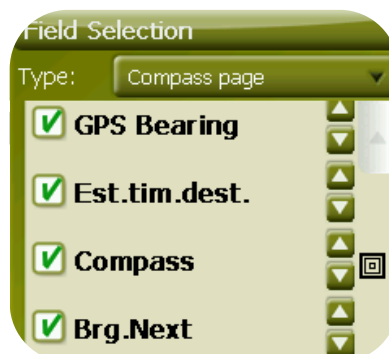 Field Selection
Type: Compass page
GPS Bearing
Est.tim.dest.
Compass
Brg.Next